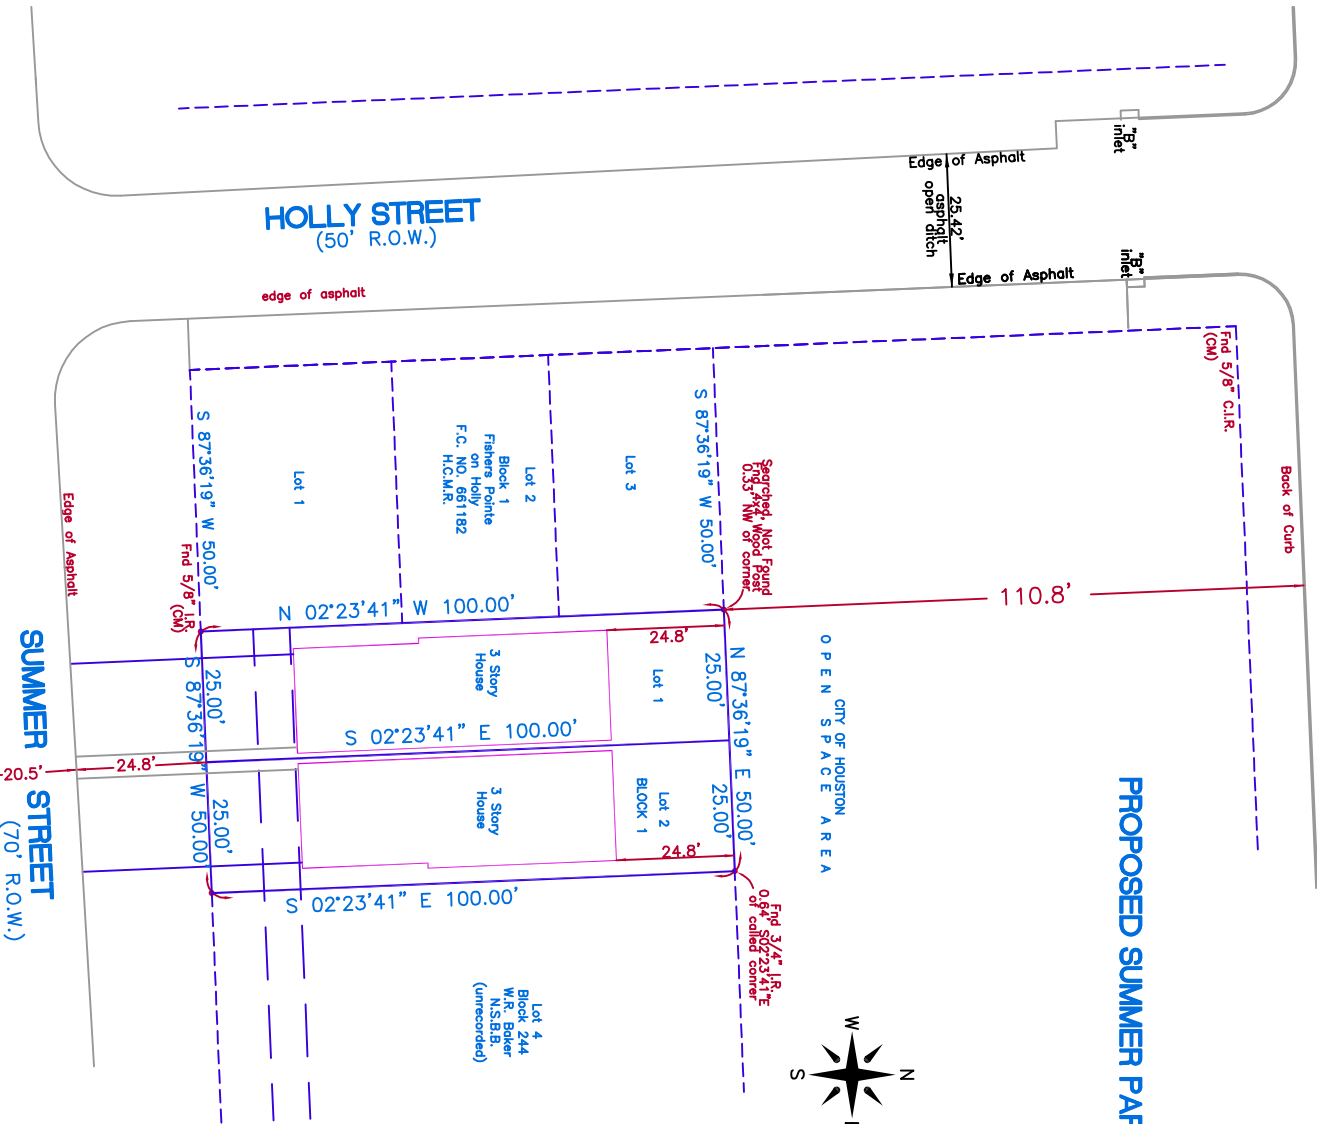 "B"
inlet
Edge of Asphalt
25.42'
asphalt
open ditch
HOLLY STREET
(50' R.O.W.)
"B"
inlet
Edge of Asphalt
edge of asphalt
Fnd 5/8" C.I.R.
(CM)
S 87°36'19" W 50.00'
S 87°36'19" W 50.00'
Lot 1
Lot 2
Block 1
Fishers Pointe
on Holly
F.C. NO. 661182
H.C.M.R.
Lot 3
Searched, Not Found
Fnd 4x4 Wood Post
0.33' NW of corner
Back of Curb
Edge of Asphalt
Fnd 5/8" I.R.
(CM)
N 02°23'41" W 100.00'
110.8'
24.8'
3 Story
House
Lot 1
25.00'
N 87°36'19" E 50.00'
25.00'
OPEN SPACE AREA
CITY OF HOUSTON
25.00'
S 87°36'19" W 50.00'
25.00'
S 02°23'41" E 100.00'
SUMMER STREET
(70' R.O.W.)
20.5'
24.8'
3 Story
House
Lot 2
BLOCK 1
24.8'
S 02°23'41" E 100.00'
Fnd 3/4" I.R.
0.64' S02°23'41"E
of called conrer
PROPOSED SUMMER PAR
Lot 4
Block 244
W.R. Baker
N.S.B.B.
(unrecorded)
W
S
N